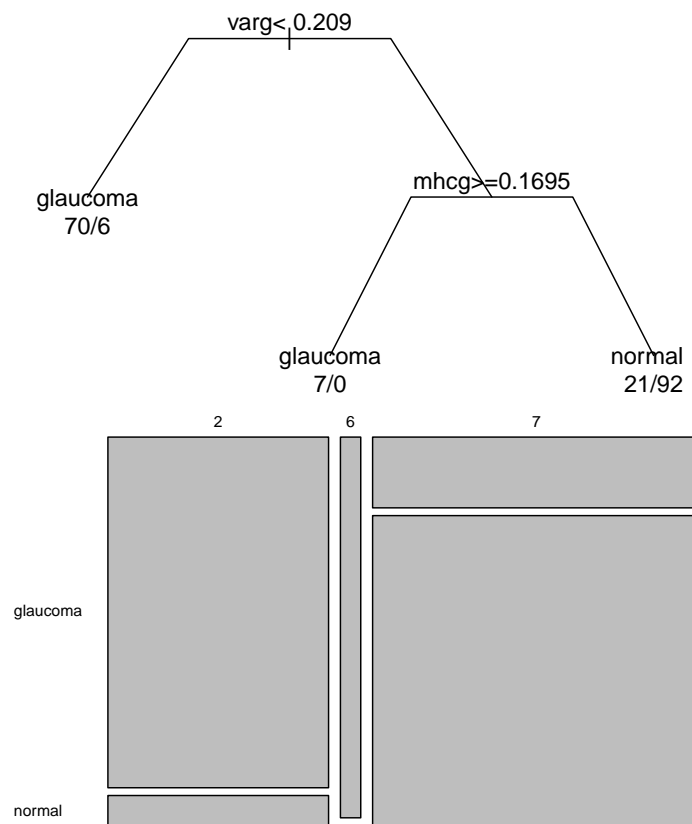 varg< 0.209
mhcg>=0.1695
glaucoma
70/6
glaucoma
7/0
normal
21/92
2 6 7
glaucoma
normal